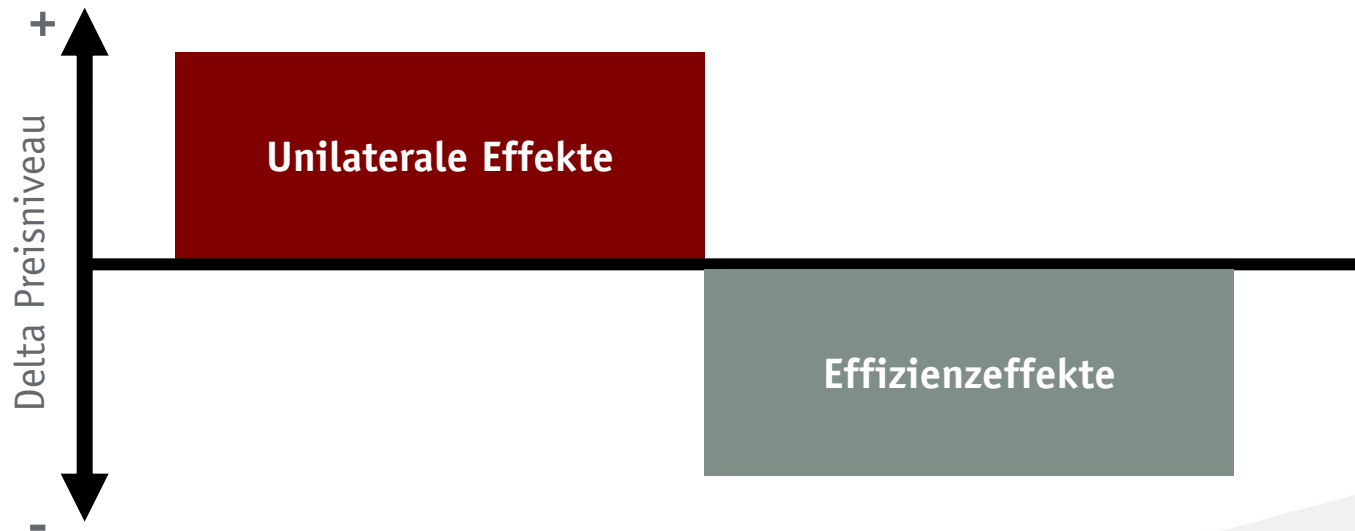 +
Delta Preisniveau
Unilaterale Effekte
Effizienzeffekte
-